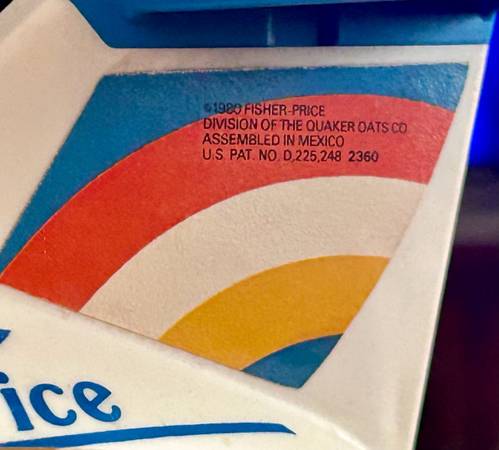 ©1980 FISHER-PRICE
DIVISION OF THE QUAKER OATS CO.
ASSEMBLED IN MEXICO
U.S. PAT. NO. D,225,248 2360
ice